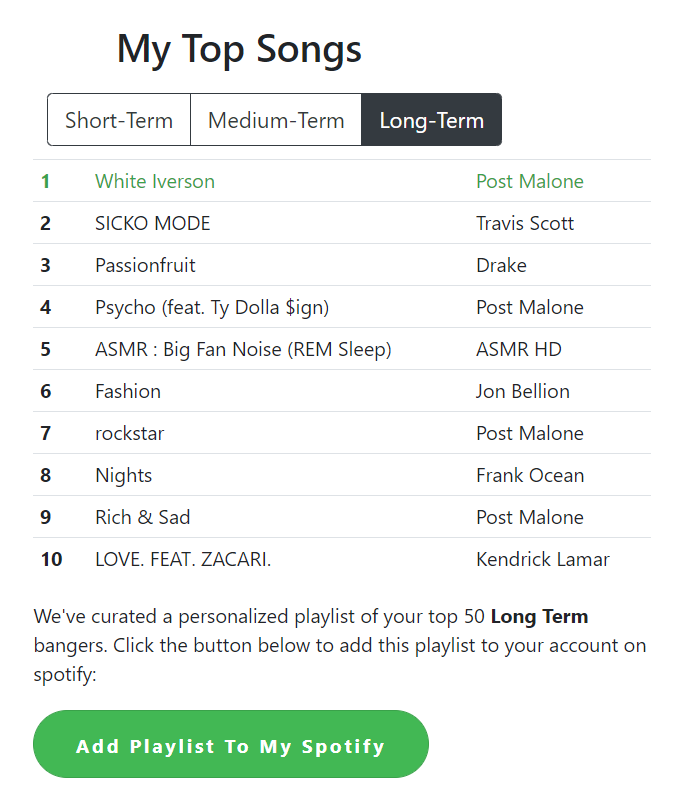 My Top Songs
Short-Term Medium-Term Long-Term
1 White Iverson Post Malone
2 SICKO MODE Travis Scott
3 Passionfruit Drake
4 Psycho (feat. Ty Dolla $ign) Post Malone
5 ASMR : Big Fan Noise (REM Sleep) ASMR HD
6 Fashion Jon Bellion
7 rockstar Post Malone
8 Nights Frank Ocean
9 Rich & Sad Post Malone
10 LOVE. FEAT. ZACARI. Kendrick Lamar
We've curated a personalized playlist of your top 50 Long Term
bangers. Click the button below to add this playlist to your account on
spotify:
Add Playlist To My Spotify